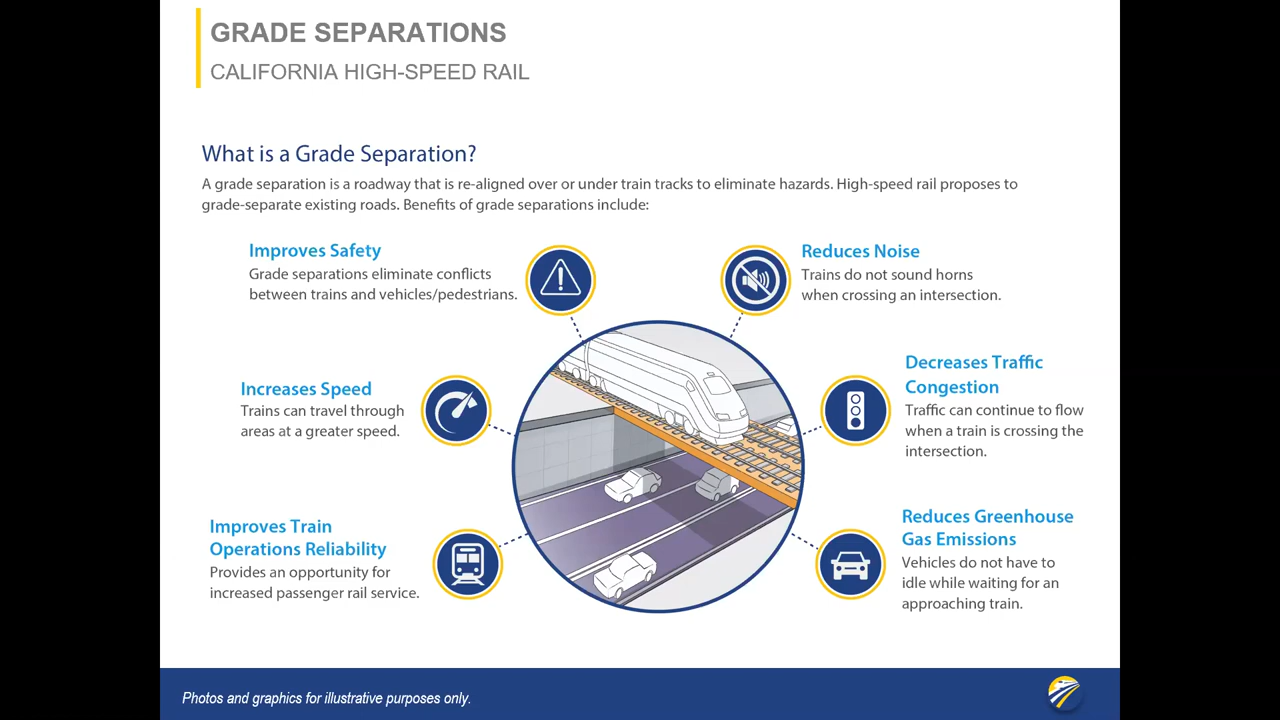 GRADE SEPARATIONS
CALIFORNIA HIGH-SPEED RAIL
What is a Grade Separation?
A grade separation is a roadway that is re-aligned over or under train tracks to eliminate hazards. High-speed rail proposes to
grade-separate existing roads. Benefits of grade separations include:
Improves Safety
Grade separations eliminate conflicts
between trains and vehicles/pedestrians.
Reduces Noise
Trains do not sound horns
when crossing an intersection.
Increases Speed
Trains can travel through
areas at a greater speed.
Decreases Traffic
Congestion
Traffic can continue to flow
when a train is crossing the
intersection.
Improves Train
Operations Reliability
Provides an opportunity for
increased passenger rail service.
Reduces Greenhouse
Gas Emissions
Vehicles do not have to
idle while waiting for an
approaching train.
Photos and graphics for illustrative purposes only.